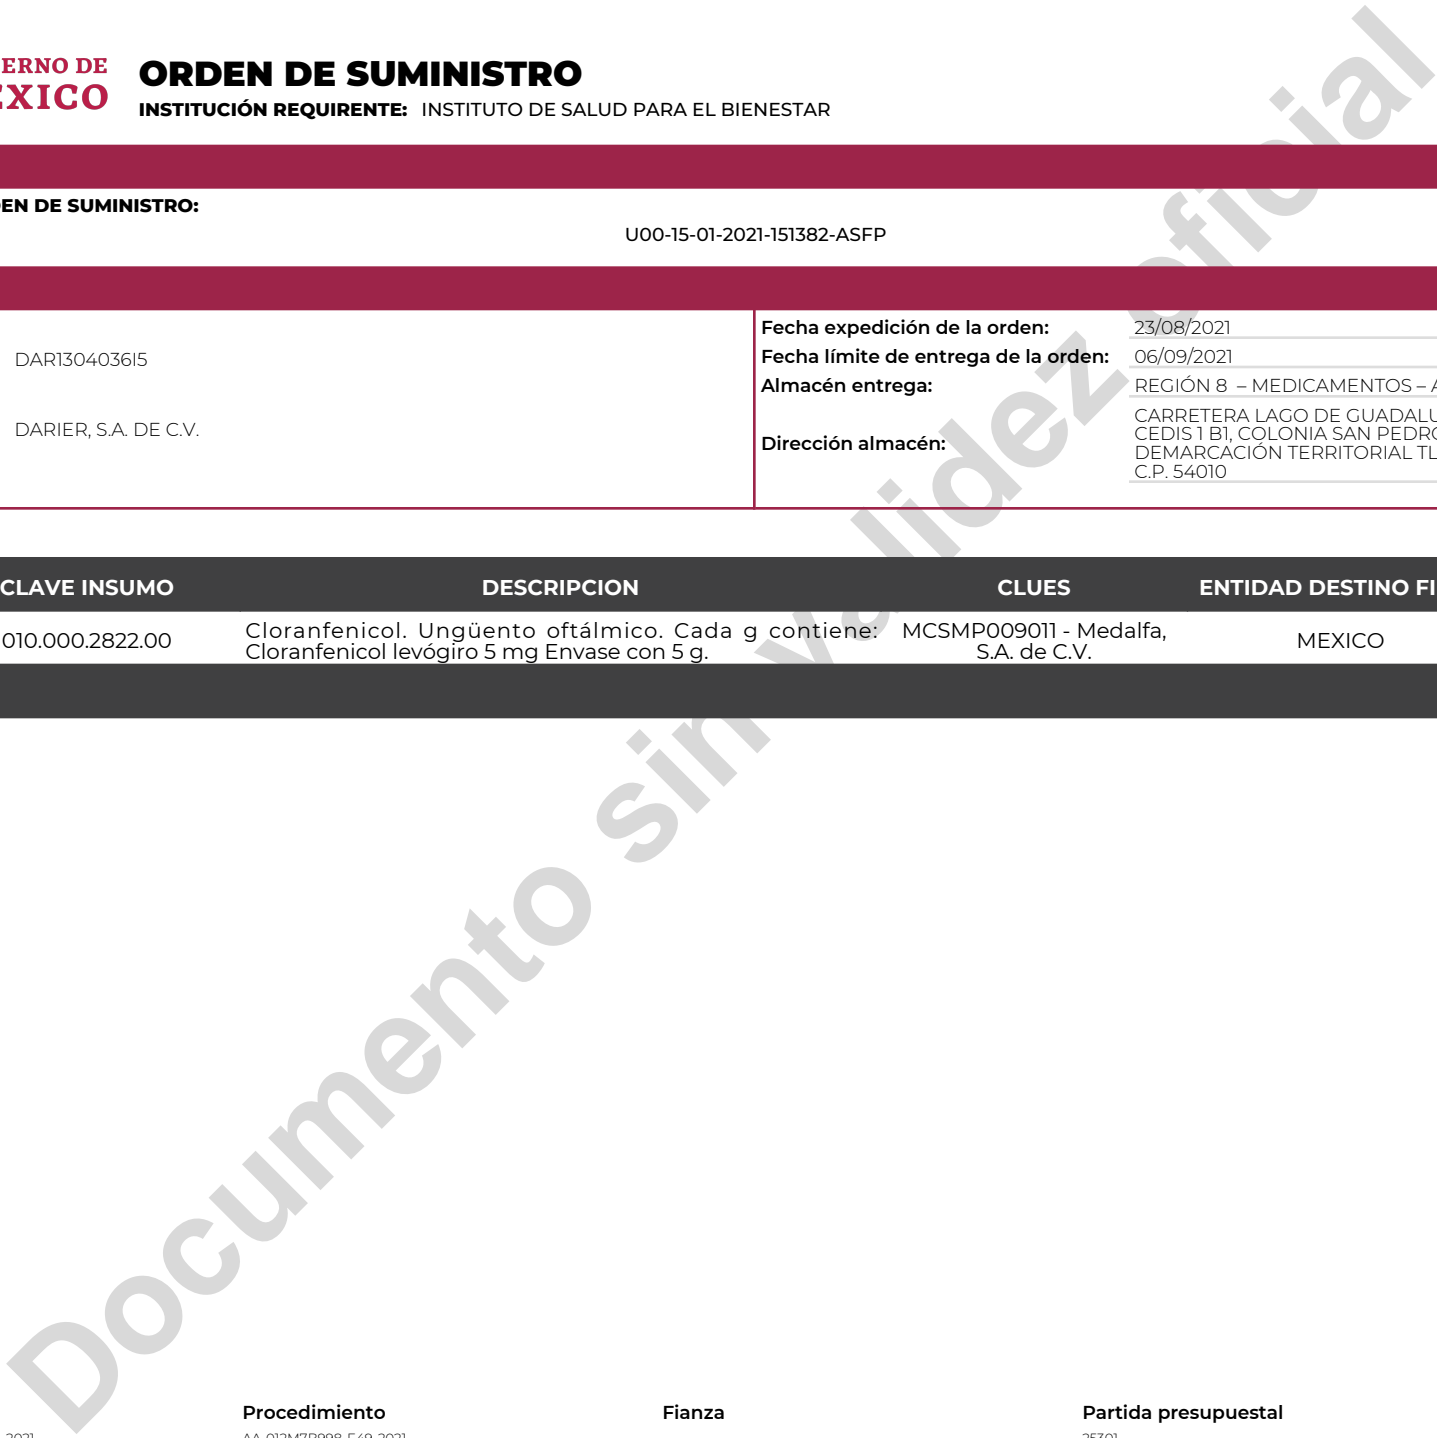 ERNO DE
EXICO
ORDEN DE SUMINISTRO
INSTITUCIÓN REQUIRENTE: INSTITUTO DE SALUD PARA EL BIENESTAR
EN DE SUMINISTRO:
U00-15-01-2021-151382-ASFP
DAR1304036I5
DARIER, S.A. DE C.V.
Fecha expedición de la orden: 23/08/2021
Fecha límite de entrega de la orden: 06/09/2021
Almacén entrega: REGIÓN 8 – MEDICAMENTOS – A
Dirección almacén:
CARRETERA LAGO DE GUADALU
CEDIS 1 B1, COLONIA SAN PEDRO
DEMARCACIÓN TERRITORIAL TL
C.P. 54010
CLAVE INSUMO DESCRIPCION CLUES ENTIDAD DESTINO FI
010.000.2822.00
Cloranfenicol. Ungüento oftálmico. Cada g contiene:
Cloranfenicol levógiro 5 mg Envase con 5 g.
MCSMP009011 - Medalfa,
S.A. de C.V.
MEXICO
Documento sin validez oficial
Procedimiento Fianza Partida presupuestal